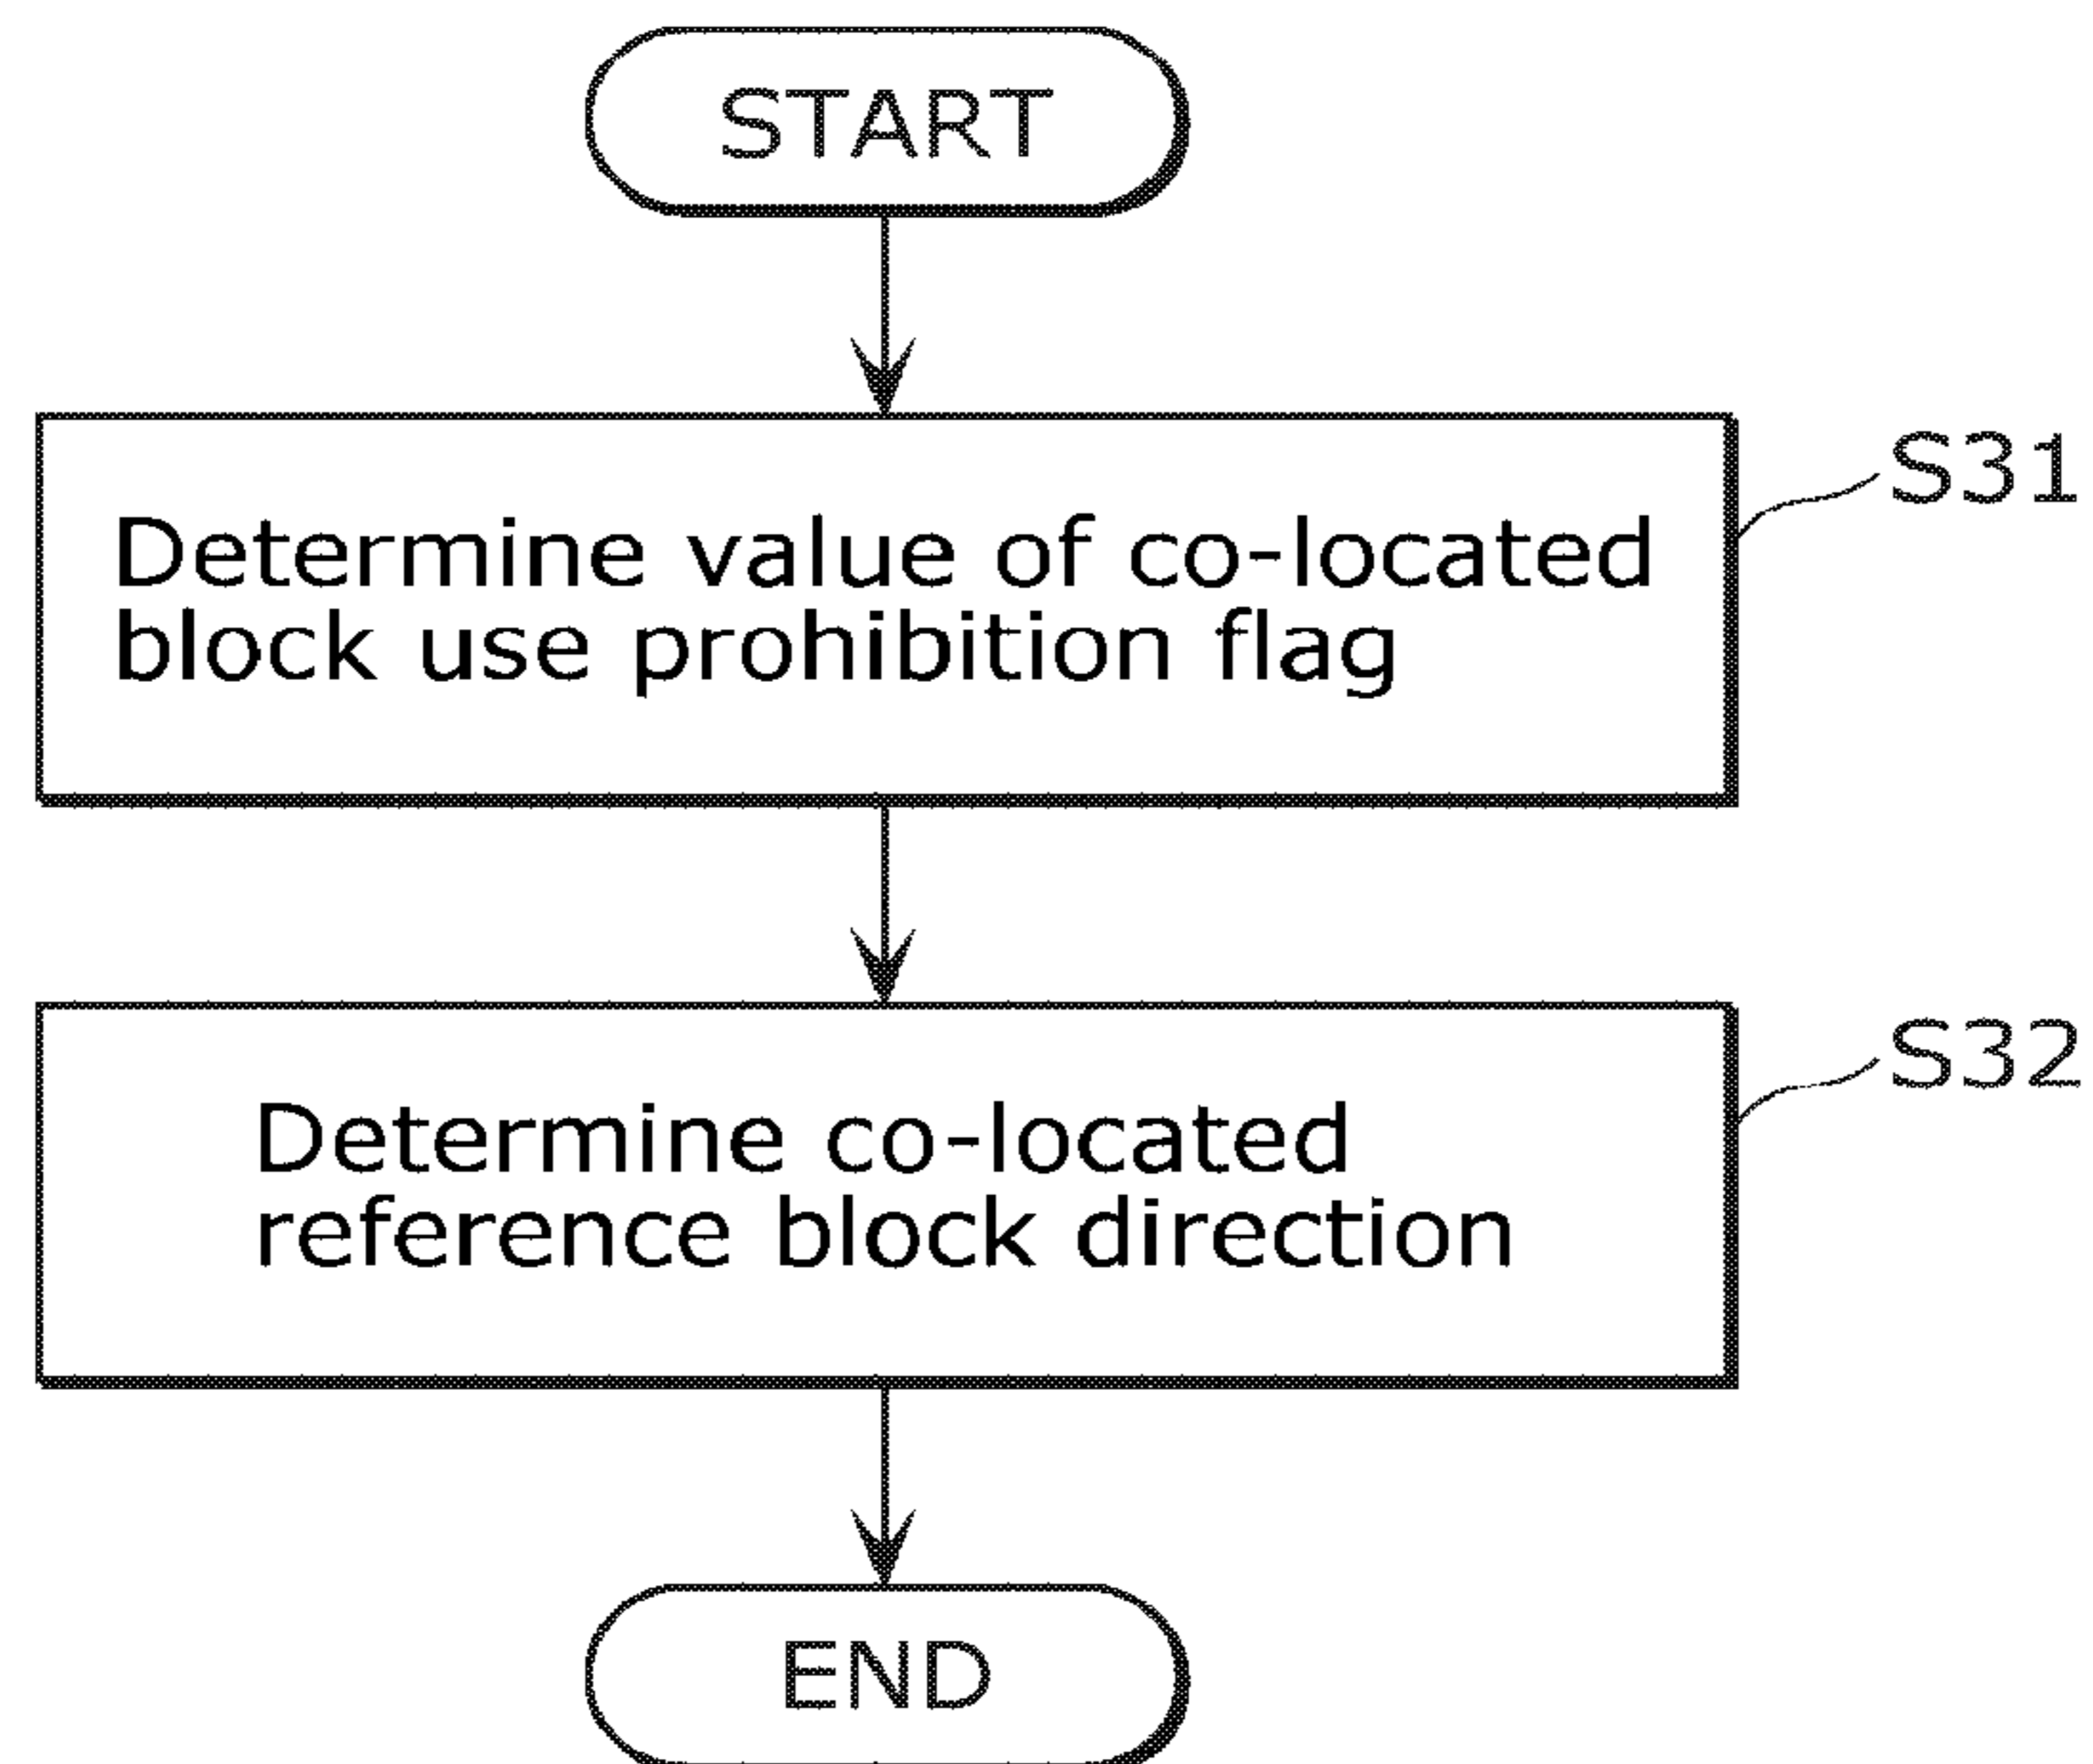 START
S31
Determine value of co-located
block use prohibition flag
S32
Determine co-located
reference block direction
END